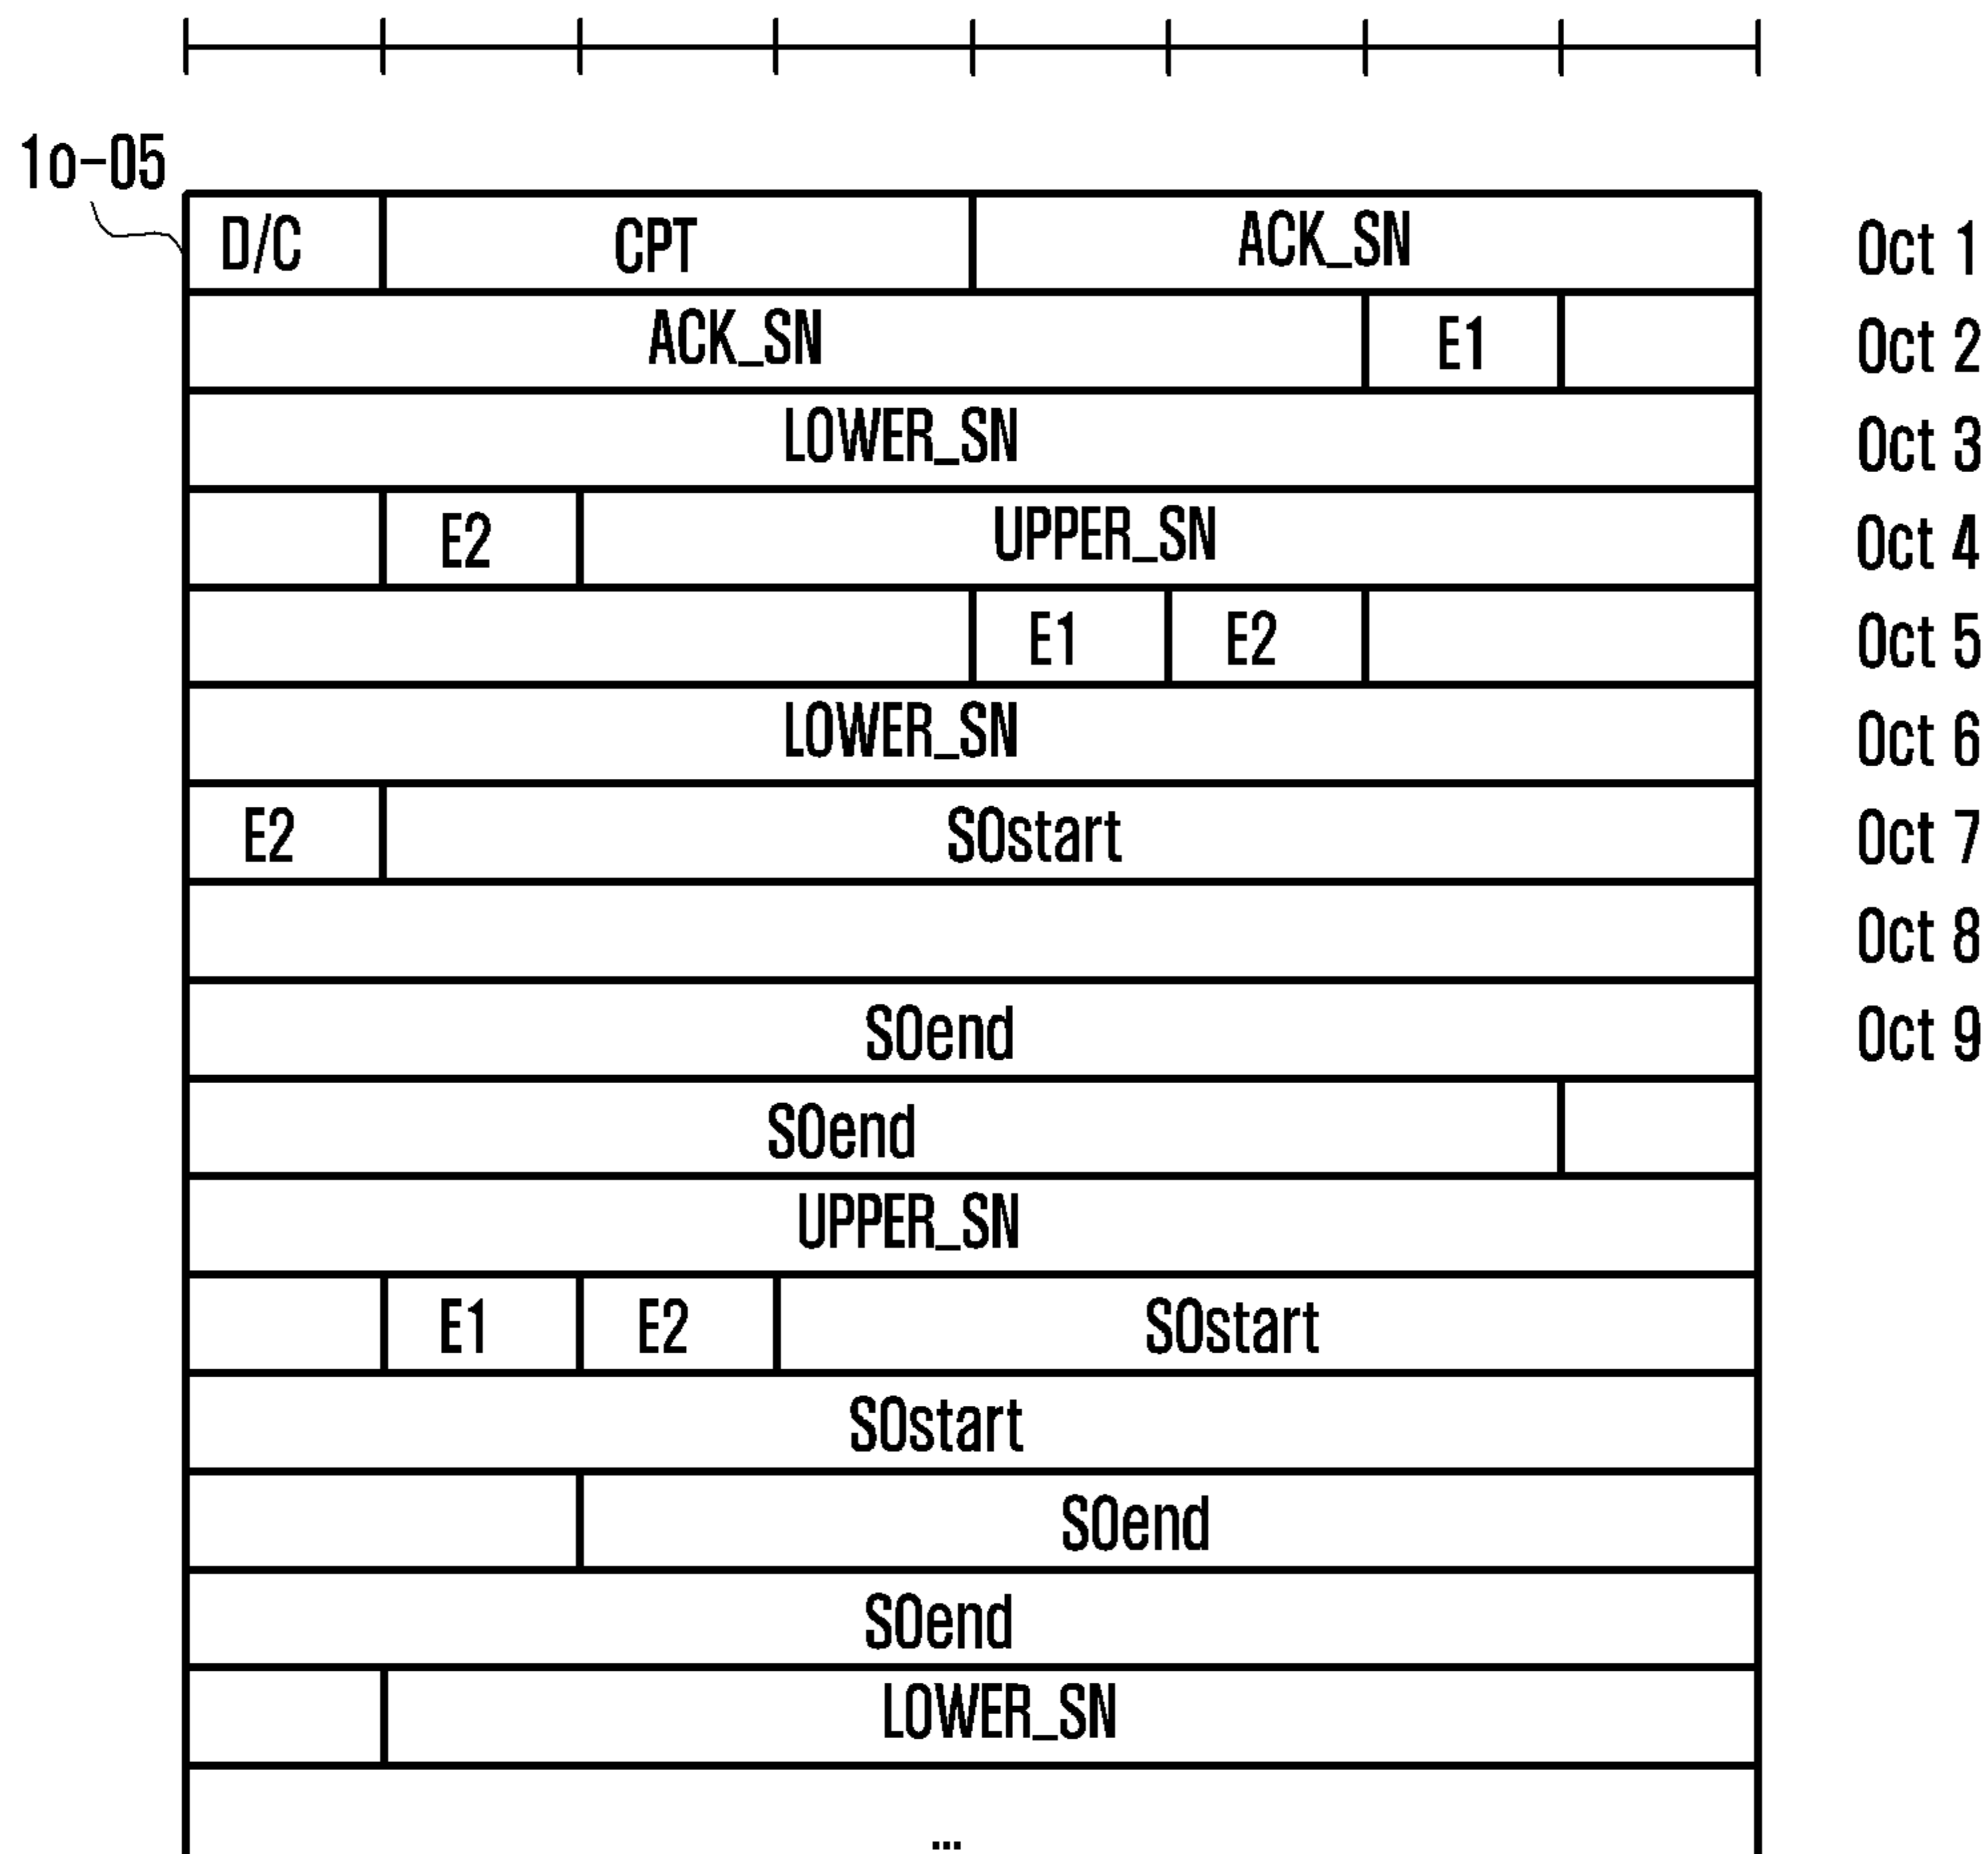 1o-05
D/C CPT ACK_SN Oct 1
ACK_SN E1 Oct 2
LOWER_SN Oct 3
E2 UPPER_SN Oct 4
E1 E2 Oct 5
LOWER_SN Oct 6
E2 SOstart Oct 7
Oct 8
SOend Oct 9
SOend
UPPER_SN
E1 E2 SOstart
SOstart
SOend
SOend
LOWER_SN
...